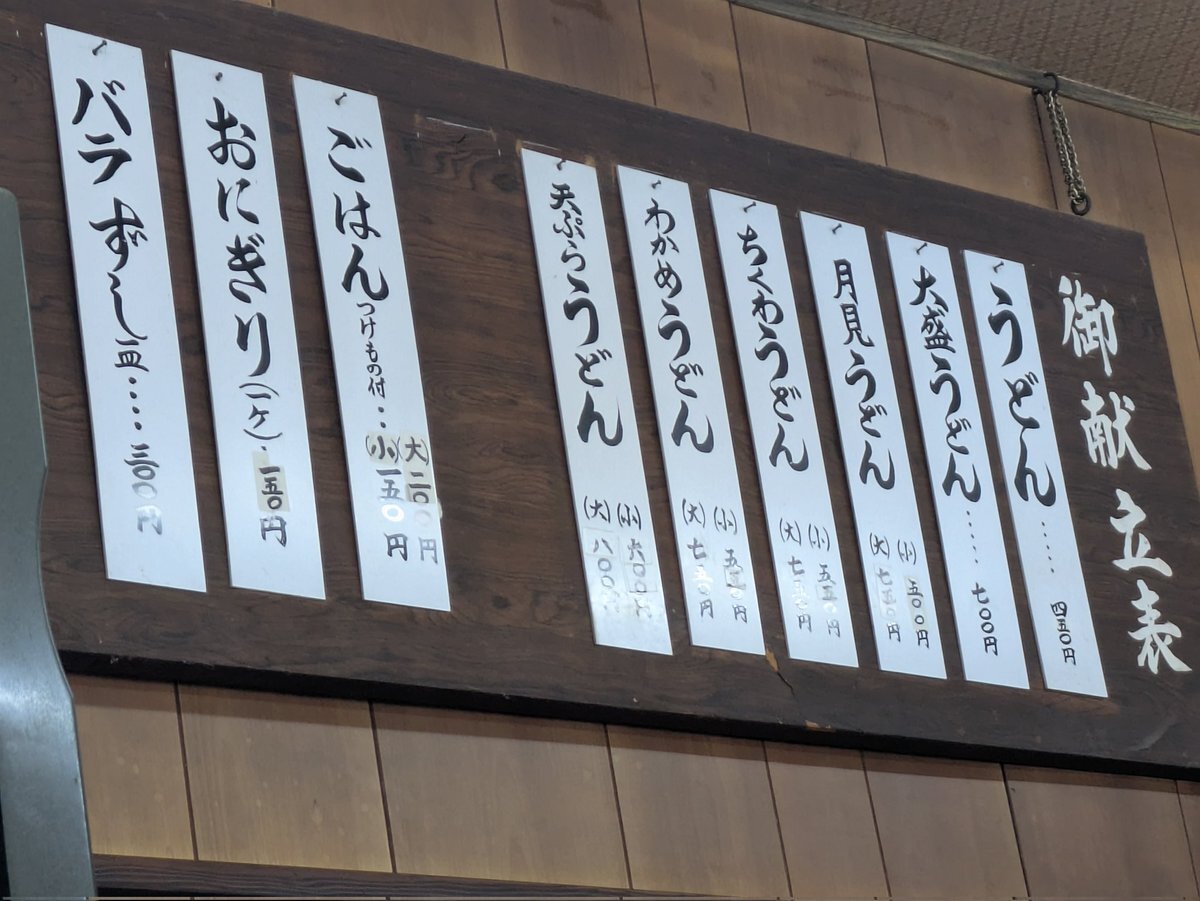 御献立表
うどん‥‥四五〇円
大盛うどん‥‥七〇〇円
月見うどん (小)五〇〇円
(大)七五〇円
ちくわうどん (小)五五〇円
(大)七五〇円
わかめうどん (小)五五〇円
(大)七五〇円
天ぷらうどん (小)六〇〇円
(大)八〇〇円
ごはん つけもの付‥(大)二〇〇円
(小)一五〇円
おにぎり(一ケ)‥一五〇円
バラずし一皿‥‥三〇〇円